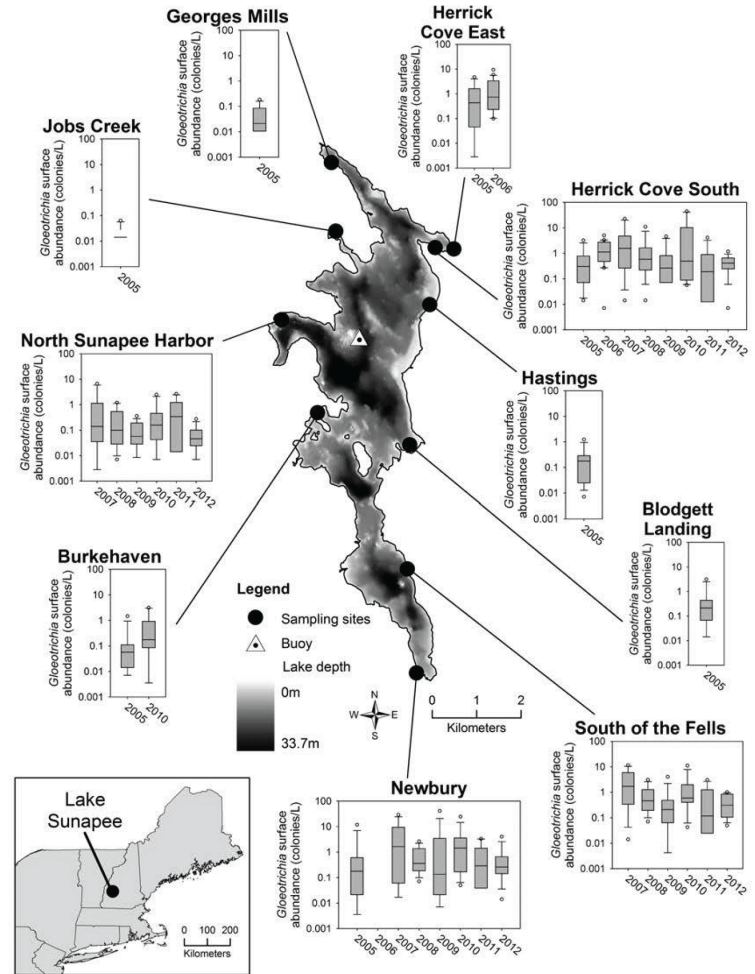 Georges Mills
Gloeotrichia surface
abundance (colonies/L)
100
10
1
0.1
0.01
0.001
2005
Herrick
Cove East
Gloeotrichia surface
abundance (colonies/L)
100
10
1
0.1
0.01
0.001
2005
2006
Jobs Creek
Gloeotrichia surface
abundance (colonies/L)
100
10
1
0.1
0.01
0.001
2005
Herrick Cove South
Gloeotrichia surface
abundance (colonies/L)
100
10
1
0.1
0.01
0.001
2005
2006
2007
2008
2009
2010
2011
2012
North Sunapee Harbor
Gloeotrichia surface
abundance (colonies/L)
100
10
1
0.1
0.01
0.001
2007
2008
2009
2010
2011
2012
Hastings
Gloeotrichia surface
abundance (colonies/L)
100
10
1
0.1
0.01
0.001
2005
Blodgett
Landing
Gloeotrichia surface
abundance (colonies/L)
100
10
1
0.1
0.01
0.001
2005
Burkehaven
Gloeotrichia surface
abundance (colonies/L)
100
10
1
0.1
0.01
0.001
2005
2010
Legend
Sampling sites
Buoy
Lake depth
0m
33.7m
N
W E
S
0 1 2
Kilometers
South of the Fells
Gloeotrichia surface
abundance (colonies/L)
100
10
1
0.1
0.01
0.001
2007
2008
2009
2010
2011
2012
Newbury
Gloeotrichia surface
abundance (colonies/L)
100
10
1
0.1
0.01
0.001
2005
2006
2007
2008
2009
2010
2011
2012
Lake
Sunapee
0 100 200
Kilometers